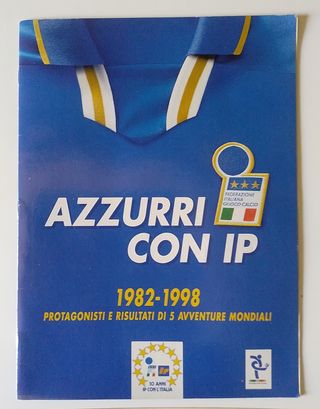 FEDERAZIONE
ITALIANA
GIUOCO CALCIO
AZZURRI
CON IP
1982-1998
PROTAGONISTI E RISULTATI DI 5 AVVENTURE MONDIALI
IP
10 ANNI
IP CON L'ITALIA